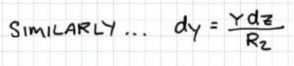 SIMILARLY... dy = Ydz / R₂